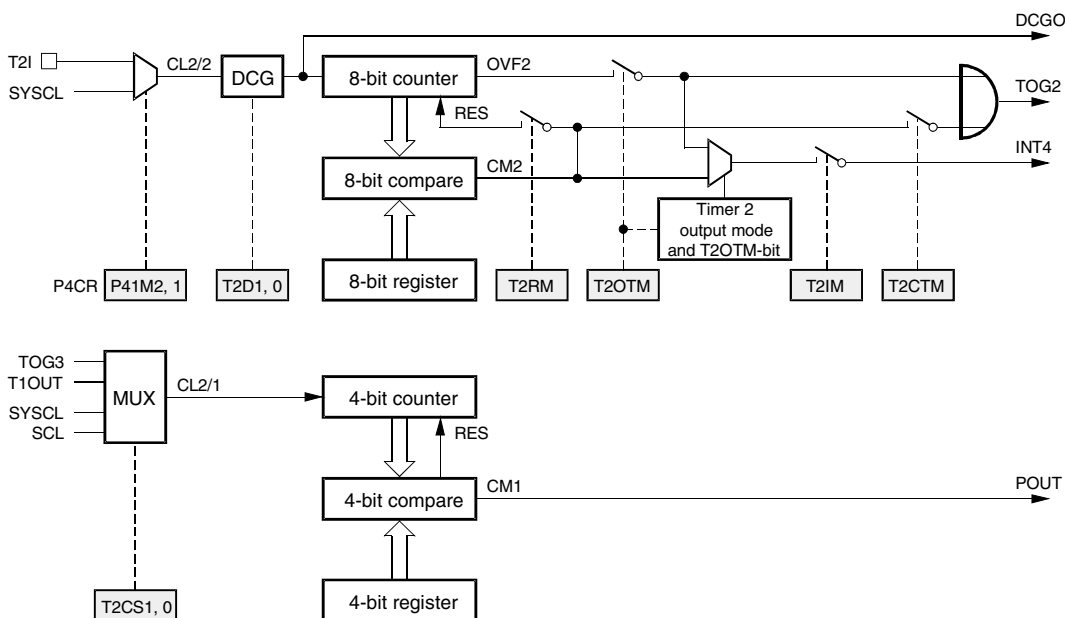 DCGO
T2I
CL2/2
DCG
8-bit counter
OVF2
TOG2
SYSCL
RES
INT4
8-bit compare
CM2
Timer 2
output mode
and T2OTM-bit
P4CR
P41M2, 1
T2D1, 0
8-bit register
T2RM
T2OTM
T2IM
T2CTM
TOG3
T1OUT
SYSCL
SCL
MUX
CL2/1
4-bit counter
RES
4-bit compare
CM1
POUT
T2CS1, 0
4-bit register